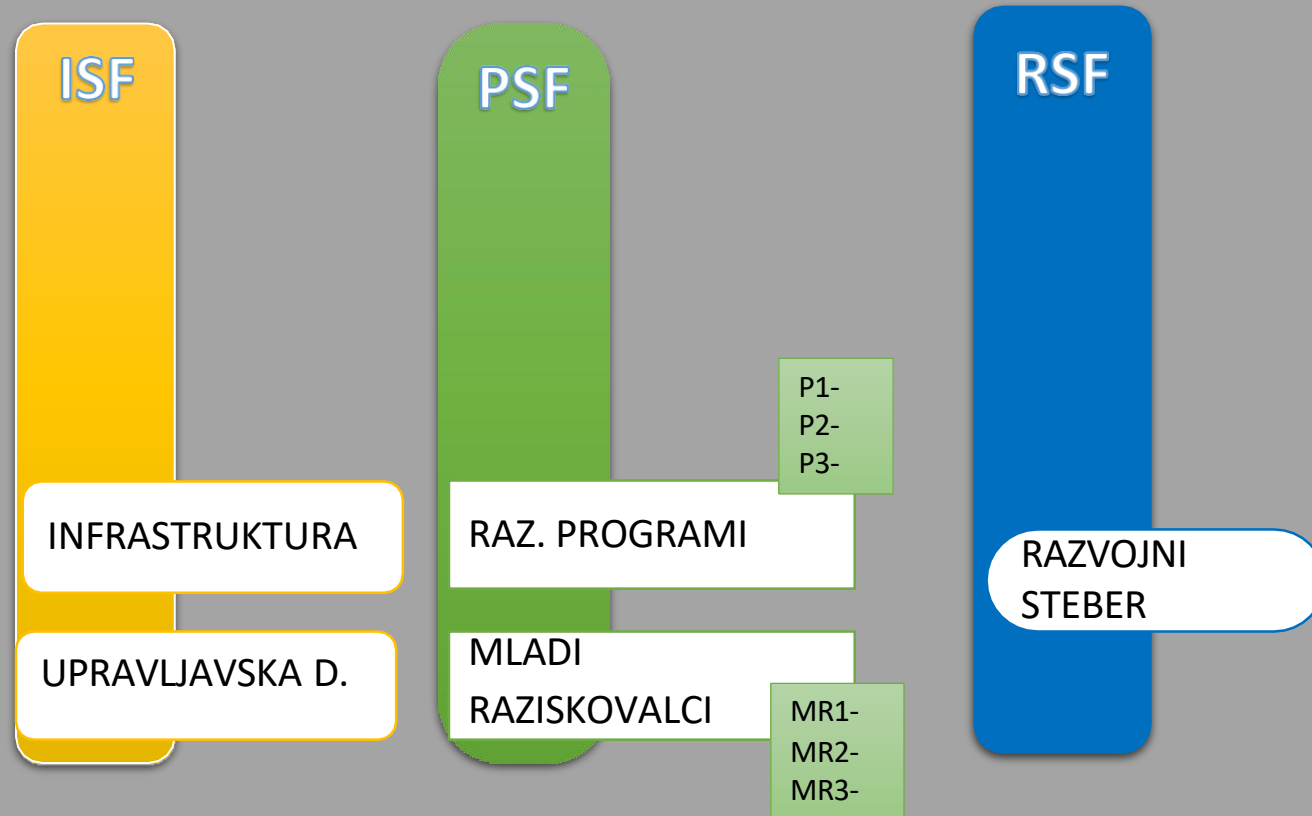 ISF
INFRASTRUKTURA
UPRAVLJAVSKA D.
PSF
P1-
P2-
P3-
RAZ. PROGRAMI
MLADI
RAZISKOVALCI
MR1-
MR2-
MR3-
RSF
RAZVOJNI
STEBER